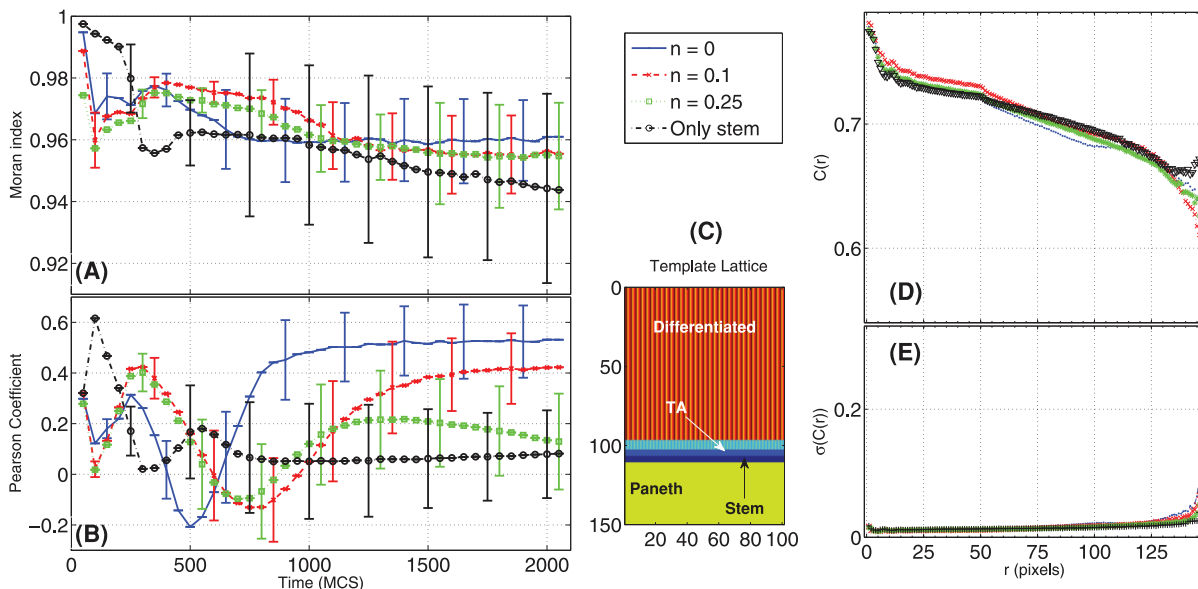 1
0.98
0.96
0.94
0.92
Moran index
(A)
0.6
0.4
0.2
0
−0.2
Pearson Coefficient
(B)
0
500
1000
1500
2000
Time (MCS)
n = 0
n = 0.1
n = 0.25
Only stem
(C)
Template Lattice
0
50
100
150
Differentiated
TA
Paneth
Stem
20 40 60 80 100
0.7
0.6
C(r)
(D)
(E)
0.2
0
σ(C(r))
0
50
100
r (pixels)